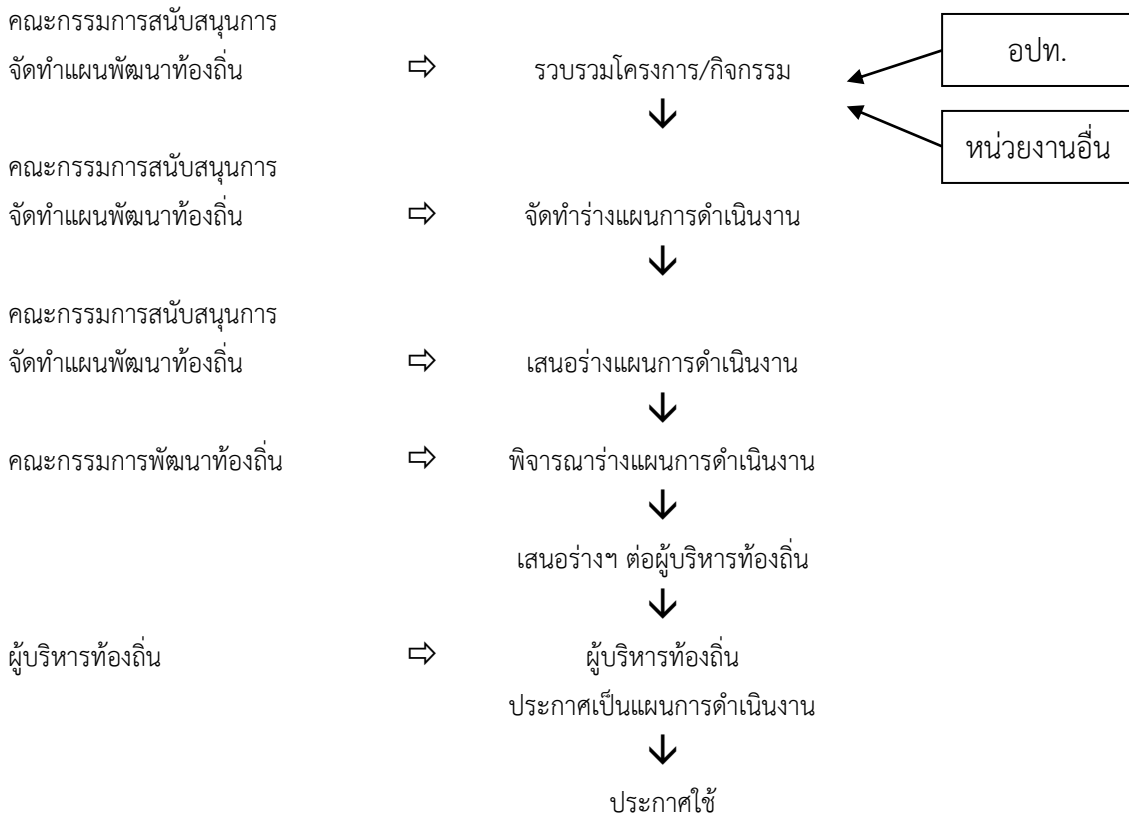 คณะกรรมการสนับสนุนการ
จัดทำแผนพัฒนาท้องถิ่น ⇨ รวบรวมโครงการ/กิจกรรม
อปท.
หน่วยงานอื่น
คณะกรรมการสนับสนุนการ
จัดทำแผนพัฒนาท้องถิ่น ⇨ จัดทำร่างแผนการดำเนินงาน
คณะกรรมการสนับสนุนการ
จัดทำแผนพัฒนาท้องถิ่น ⇨ เสนอร่างแผนการดำเนินงาน
คณะกรรมการพัฒนาท้องถิ่น ⇨ พิจารณาร่างแผนการดำเนินงาน
เสนอร่างฯ ต่อผู้บริหารท้องถิ่น
ผู้บริหารท้องถิ่น ⇨ ผู้บริหารท้องถิ่น
ประกาศเป็นแผนการดำเนินงาน
ประกาศใช้